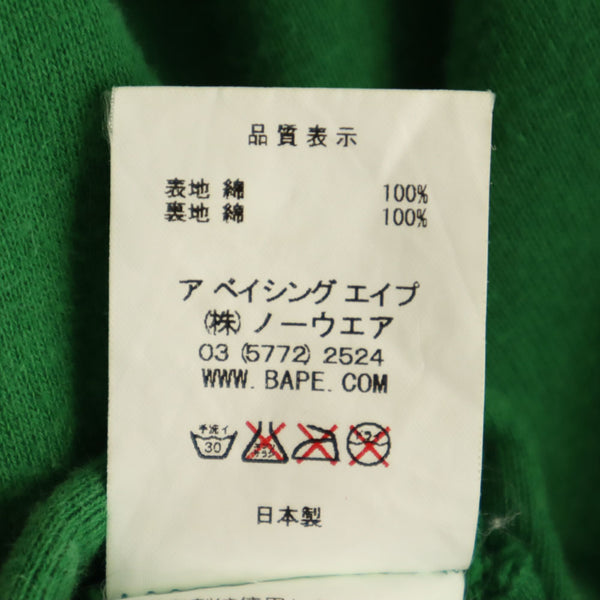 品質表示
表地 綿 100%
裏地 綿 100%
ア ベイシング エイプ
(株) ノーウエア
03 (5772) 2524
WWW. BAPE. COM
手洗イ
30
日本製